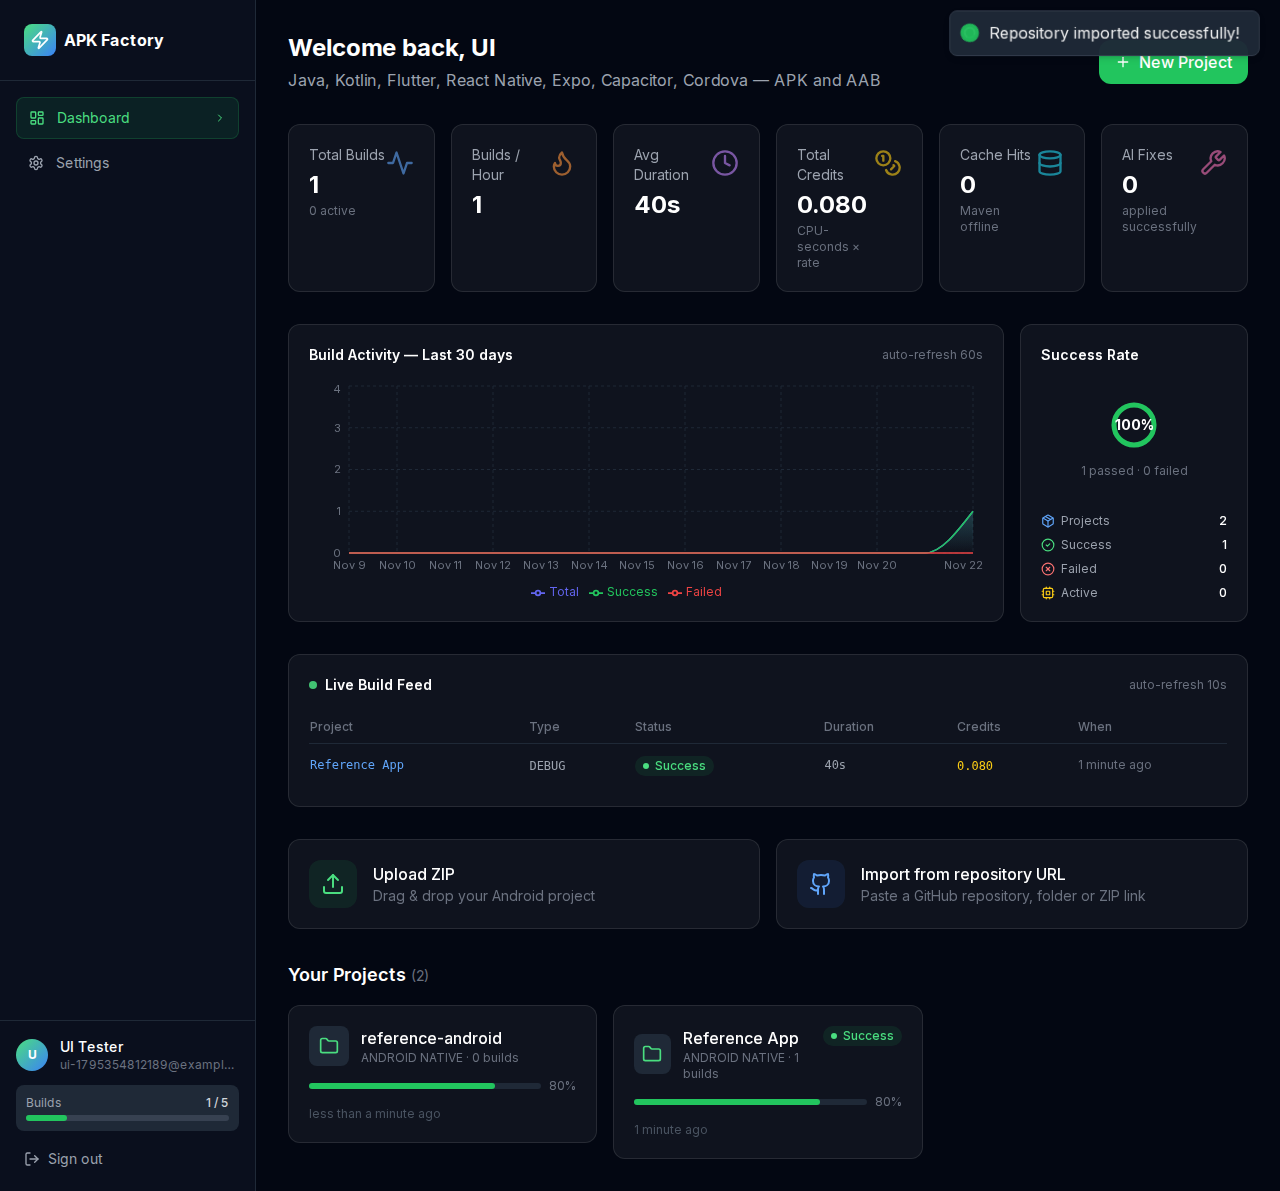 APK Factory
Dashboard
Settings
Welcome back, UI
Java, Kotlin, Flutter, React Native, Expo, Capacitor, Cordova — APK and AAB
Repository imported successfully!
+ New Project
Total Builds
1
0 active
Builds /
Hour
1
Avg
Duration
40s
Total
Credits
0.080
CPU-
seconds ×
rate
Cache Hits
0
Maven
offline
AI Fixes
0
applied
successfully
Build Activity — Last 30 days
auto-refresh 60s
4
3
2
1
0
Nov 9 Nov 10 Nov 11 Nov 12 Nov 13 Nov 14 Nov 15 Nov 16 Nov 17 Nov 18 Nov 19 Nov 20 Nov 22
Total Success Failed
Success Rate
100%
1 passed · 0 failed
Projects 2
Success 1
Failed 0
Active 0
Live Build Feed
auto-refresh 10s
Project Type Status Duration Credits When
Reference App DEBUG Success 40s 0.080 1 minute ago
Upload ZIP
Drag & drop your Android project
Import from repository URL
Paste a GitHub repository, folder or ZIP link
Your Projects (2)
reference-android
ANDROID NATIVE · 0 builds
80%
less than a minute ago
Reference App
Success
ANDROID NATIVE · 1
builds
80%
1 minute ago
U
UI Tester
ui-1795354812189@exampl...
Builds 1 / 5
Sign out